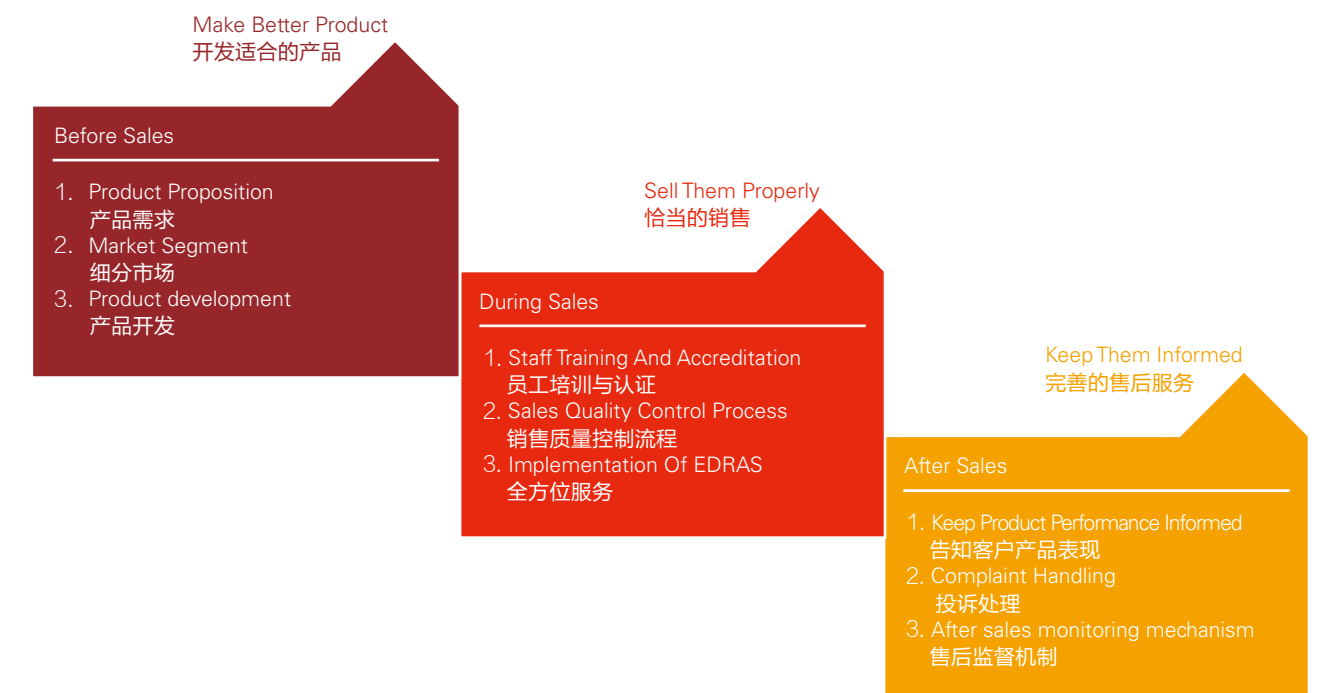 Make Better Product
开发适合的产品
Before Sales
1. Product Proposition
产品需求
2. Market Segment
细分市场
3. Product development
产品开发
Sell Them Properly
恰当的销售
During Sales
1. Staff Training And Accreditation
员工培训与认证
2. Sales Quality Control Process
销售质量控制流程
3. Implementation Of EDRAS
全方位服务
Keep Them Informed
完善的售后服务
After Sales
1. Keep Product Performance Informed
告知客户产品表现
2. Complaint Handling
投诉处理
3. After sales monitoring mechanism
售后监督机制